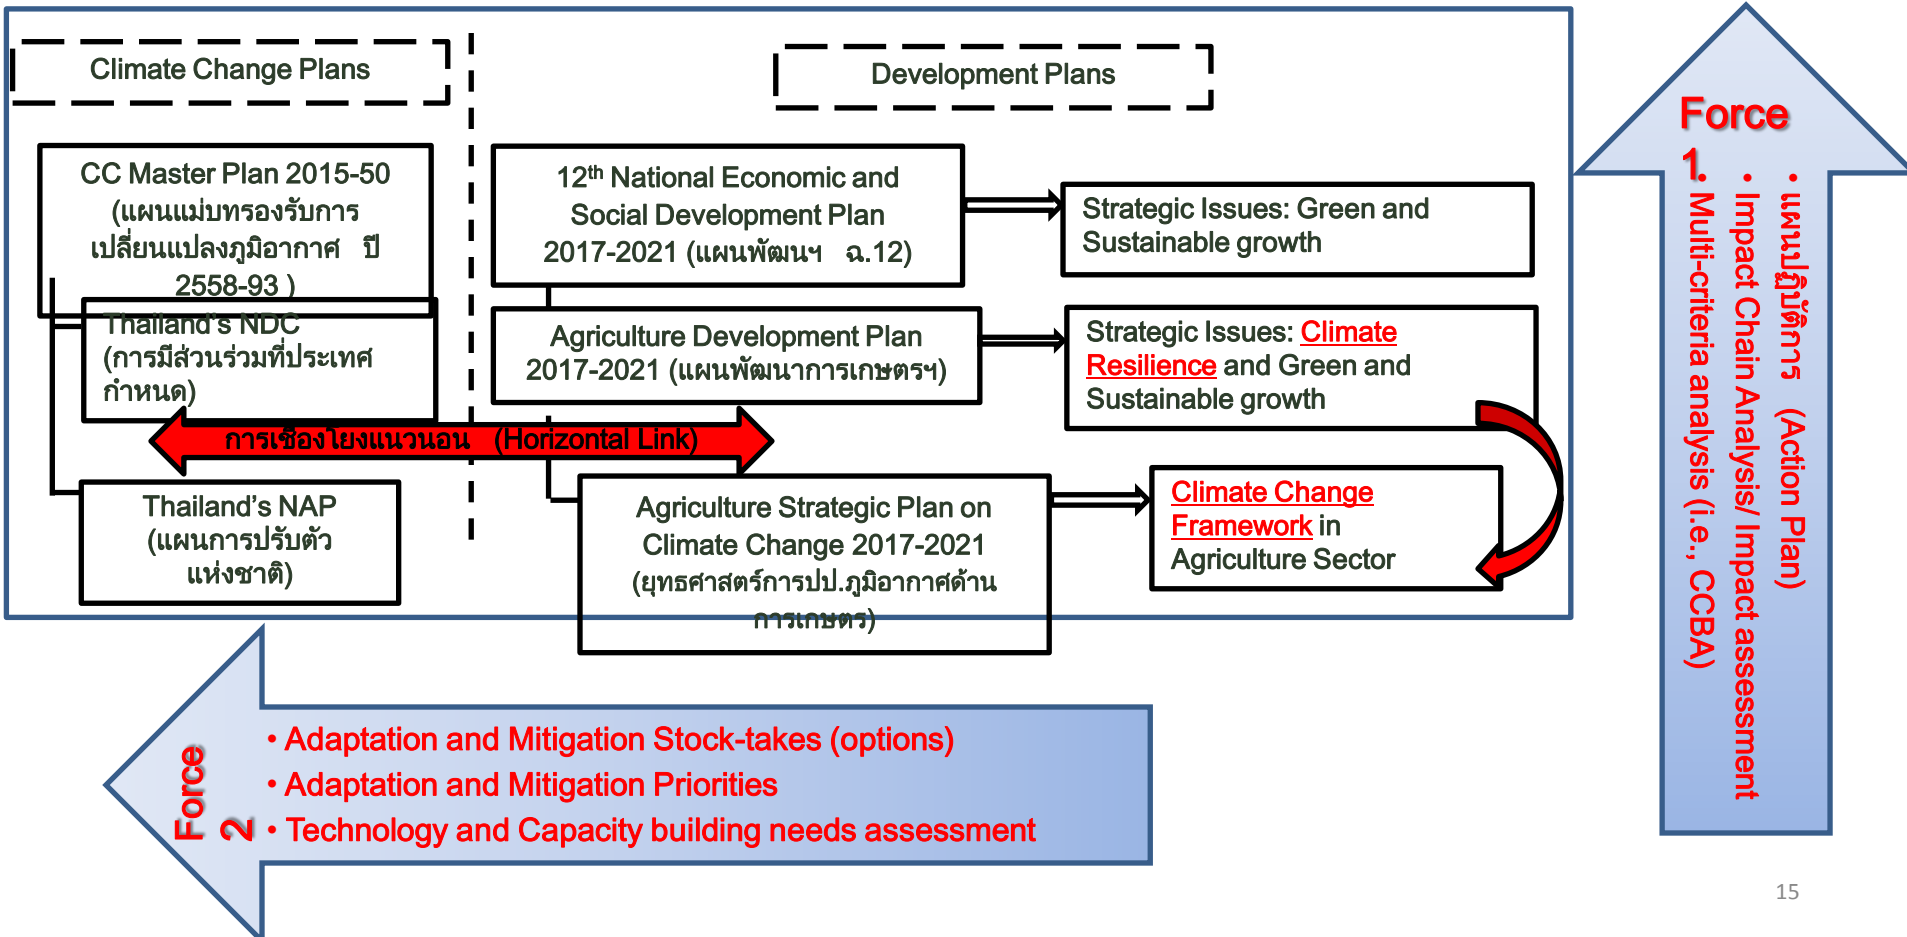 Climate Change Plans
Development Plans
CC Master Plan 2015-50
(แผนแม่บทรองรับการ
เปลี่ยนแปลงภูมิอากาศ ปี
2558-93 )
Thailand's NDC
(การมีส่วนร่วมที่ประเทศ
กำหนด)
Thailand's NAP
(แผนการปรับตัว
แห่งชาติ)
การเชื่องโยงแนวนอน (Horizontal Link)
12th National Economic and
Social Development Plan
2017-2021 (แผนพัฒนฯ ฉ.12)
Strategic Issues: Green and
Sustainable growth
Agriculture Development Plan
2017-2021 (แผนพัฒนาการเกษตรฯ)
Strategic Issues: Climate
Resilience and Green and
Sustainable growth
Agriculture Strategic Plan on
Climate Change 2017-2021
(ยุทธศาสตร์การปป.ภูมิอากาศด้าน
การเกษตร)
Climate Change
Framework in
Agriculture Sector
Force
1
• แผนปฏิบัติการ (Action Plan)
• Impact Chain Analysis/ Impact assessment
• Multi-criteria analysis (i.e., CCBA)
Force
2
• Adaptation and Mitigation Stock-takes (options)
• Adaptation and Mitigation Priorities
• Technology and Capacity building needs assessment
15